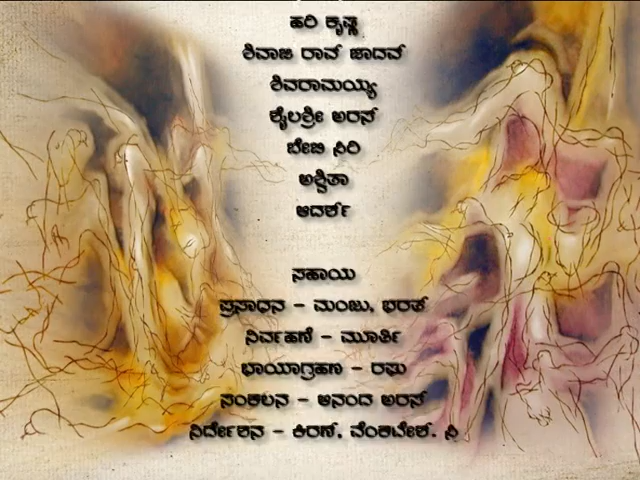 ಹರಿ ಕೃಷ್ಣ
ಶಿವಾಜಿ ರಾವ್ ಜಾದವ್
ಶಿವರಾಮಯ್ಯ
ಶೈಲಶ್ರೀ ಅರಸ್
ಬೇಬಿ ಸಿರಿ
ಅಶ್ವಿತಾ
ಆದರ್ಶ್
ಸಹಾಯ
ಪ್ರಸಾಧನ - ಮಂಜು, ಭರತ್
ನಿರ್ವಹಣೆ - ಮೂರ್ತಿ
ಛಾಯಾಗ್ರಹಣ - ರಘು
ಸಂಕಲನ - ಆನಂದ ಅರಸ್
ನಿರ್ದೇಶನ - ಕಿರಣ್, ವೆಂಕಟೇಶ್. ಸಿ